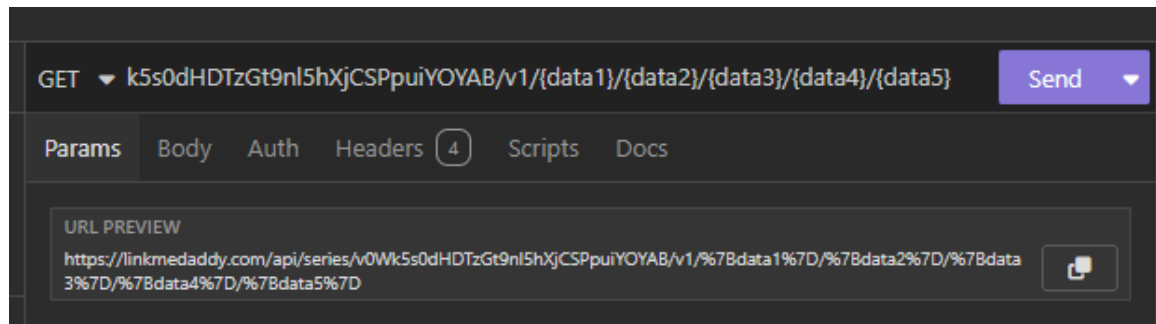 GET k5s0dHDTzGt9nl5hXjCSPpuiYOYAB/v1/{data1}/{data2}/{data3}/{data4}/{data5} Send
Params Body Auth Headers 4 Scripts Docs
URL PREVIEW
https://linkmedaddy.com/api/series/v0Wk5s0dHDTzGt9nl5hXjCSPpuiYOYAB/v1/%7Bdata1%7D/%7Bdata2%7D/%7Bdata
3%7D/%7Bdata4%7D/%7Bdata5%7D